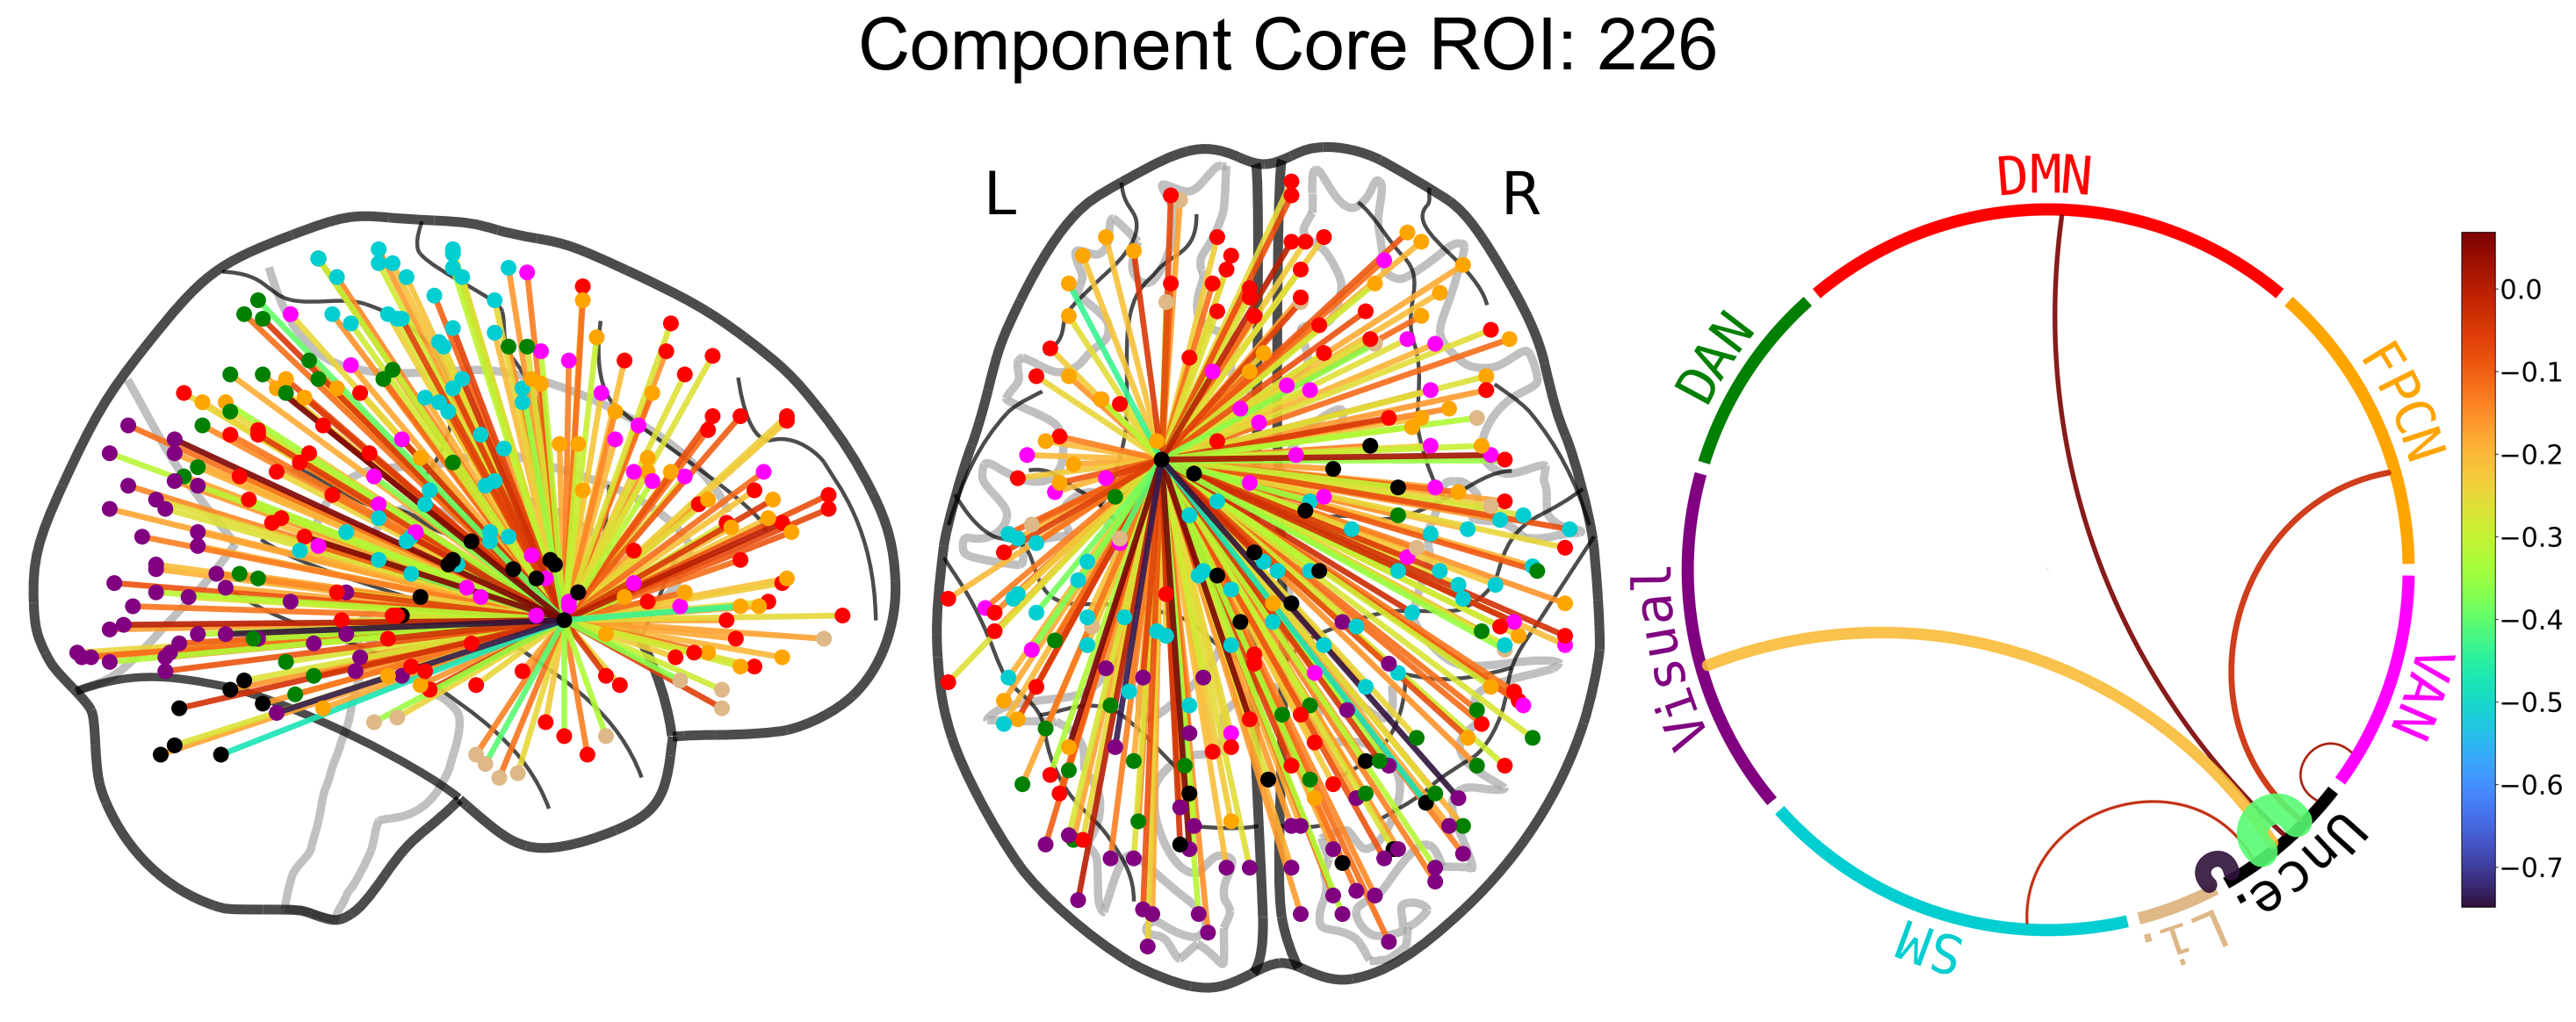 Component Core ROI: 226
L
R
DMN
FPCN
VAN
Unce.
Li.
SM
Visual
DAN
0.0
−0.1
−0.2
−0.3
−0.4
−0.5
−0.6
−0.7